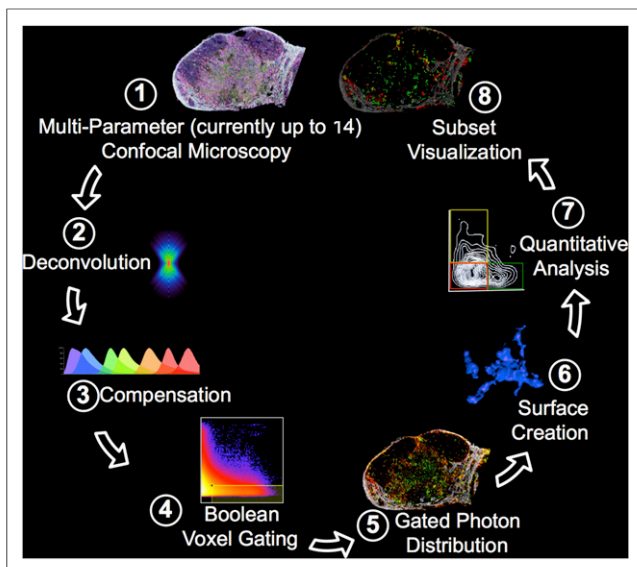 1
Multi-Parameter (currently up to 14)
Confocal Microscopy
2
Deconvolution
3 Compensation
4 Boolean
Voxel Gating
5 Gated Photon
Distribution
6
Surface
Creation
7
Quantitative
Analysis
8
Subset
Visualization